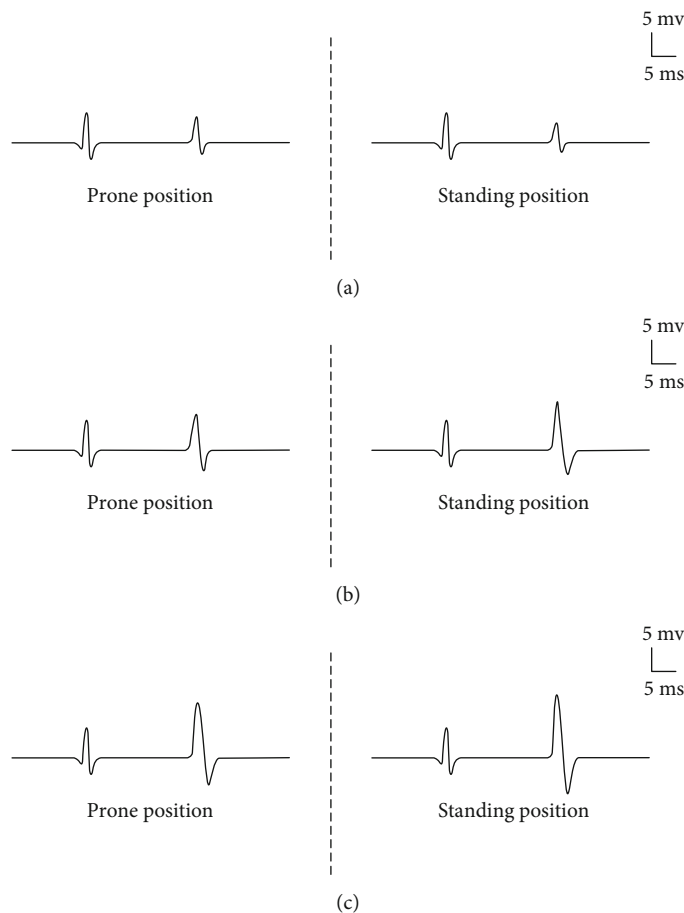 5 mv
5 ms
Prone position
Standing position
(a)
5 mv
5 ms
Prone position
Standing position
(b)
5 mv
5 ms
Prone position
Standing position
(c)